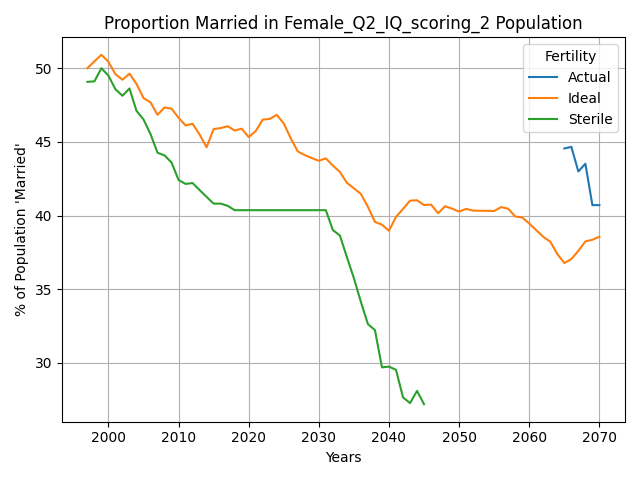 Proportion Married in Female_Q2_IQ_scoring_2 Population
% of Population 'Married'
50
45
40
35
30
Fertility
Actual
Ideal
Sterile
2000 2010 2020 2030 2040 2050 2060 2070
Years